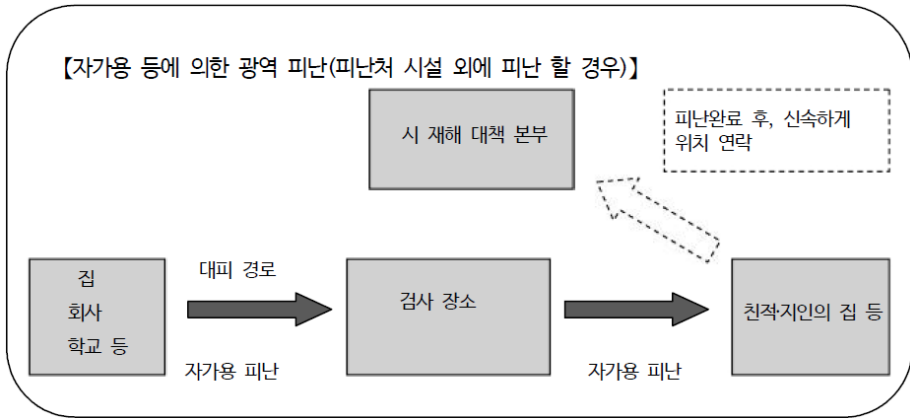 【자가용 등에 의한 광역 피난(피난처 시설 외에 피난 할 경우)】
시 재해 대책 본부
피난완료 후, 신속하게
위치 연락
집
회사
학교 등
대피 경로
자가용 피난
검사 장소
자가용 피난
친적·지인의 집 등